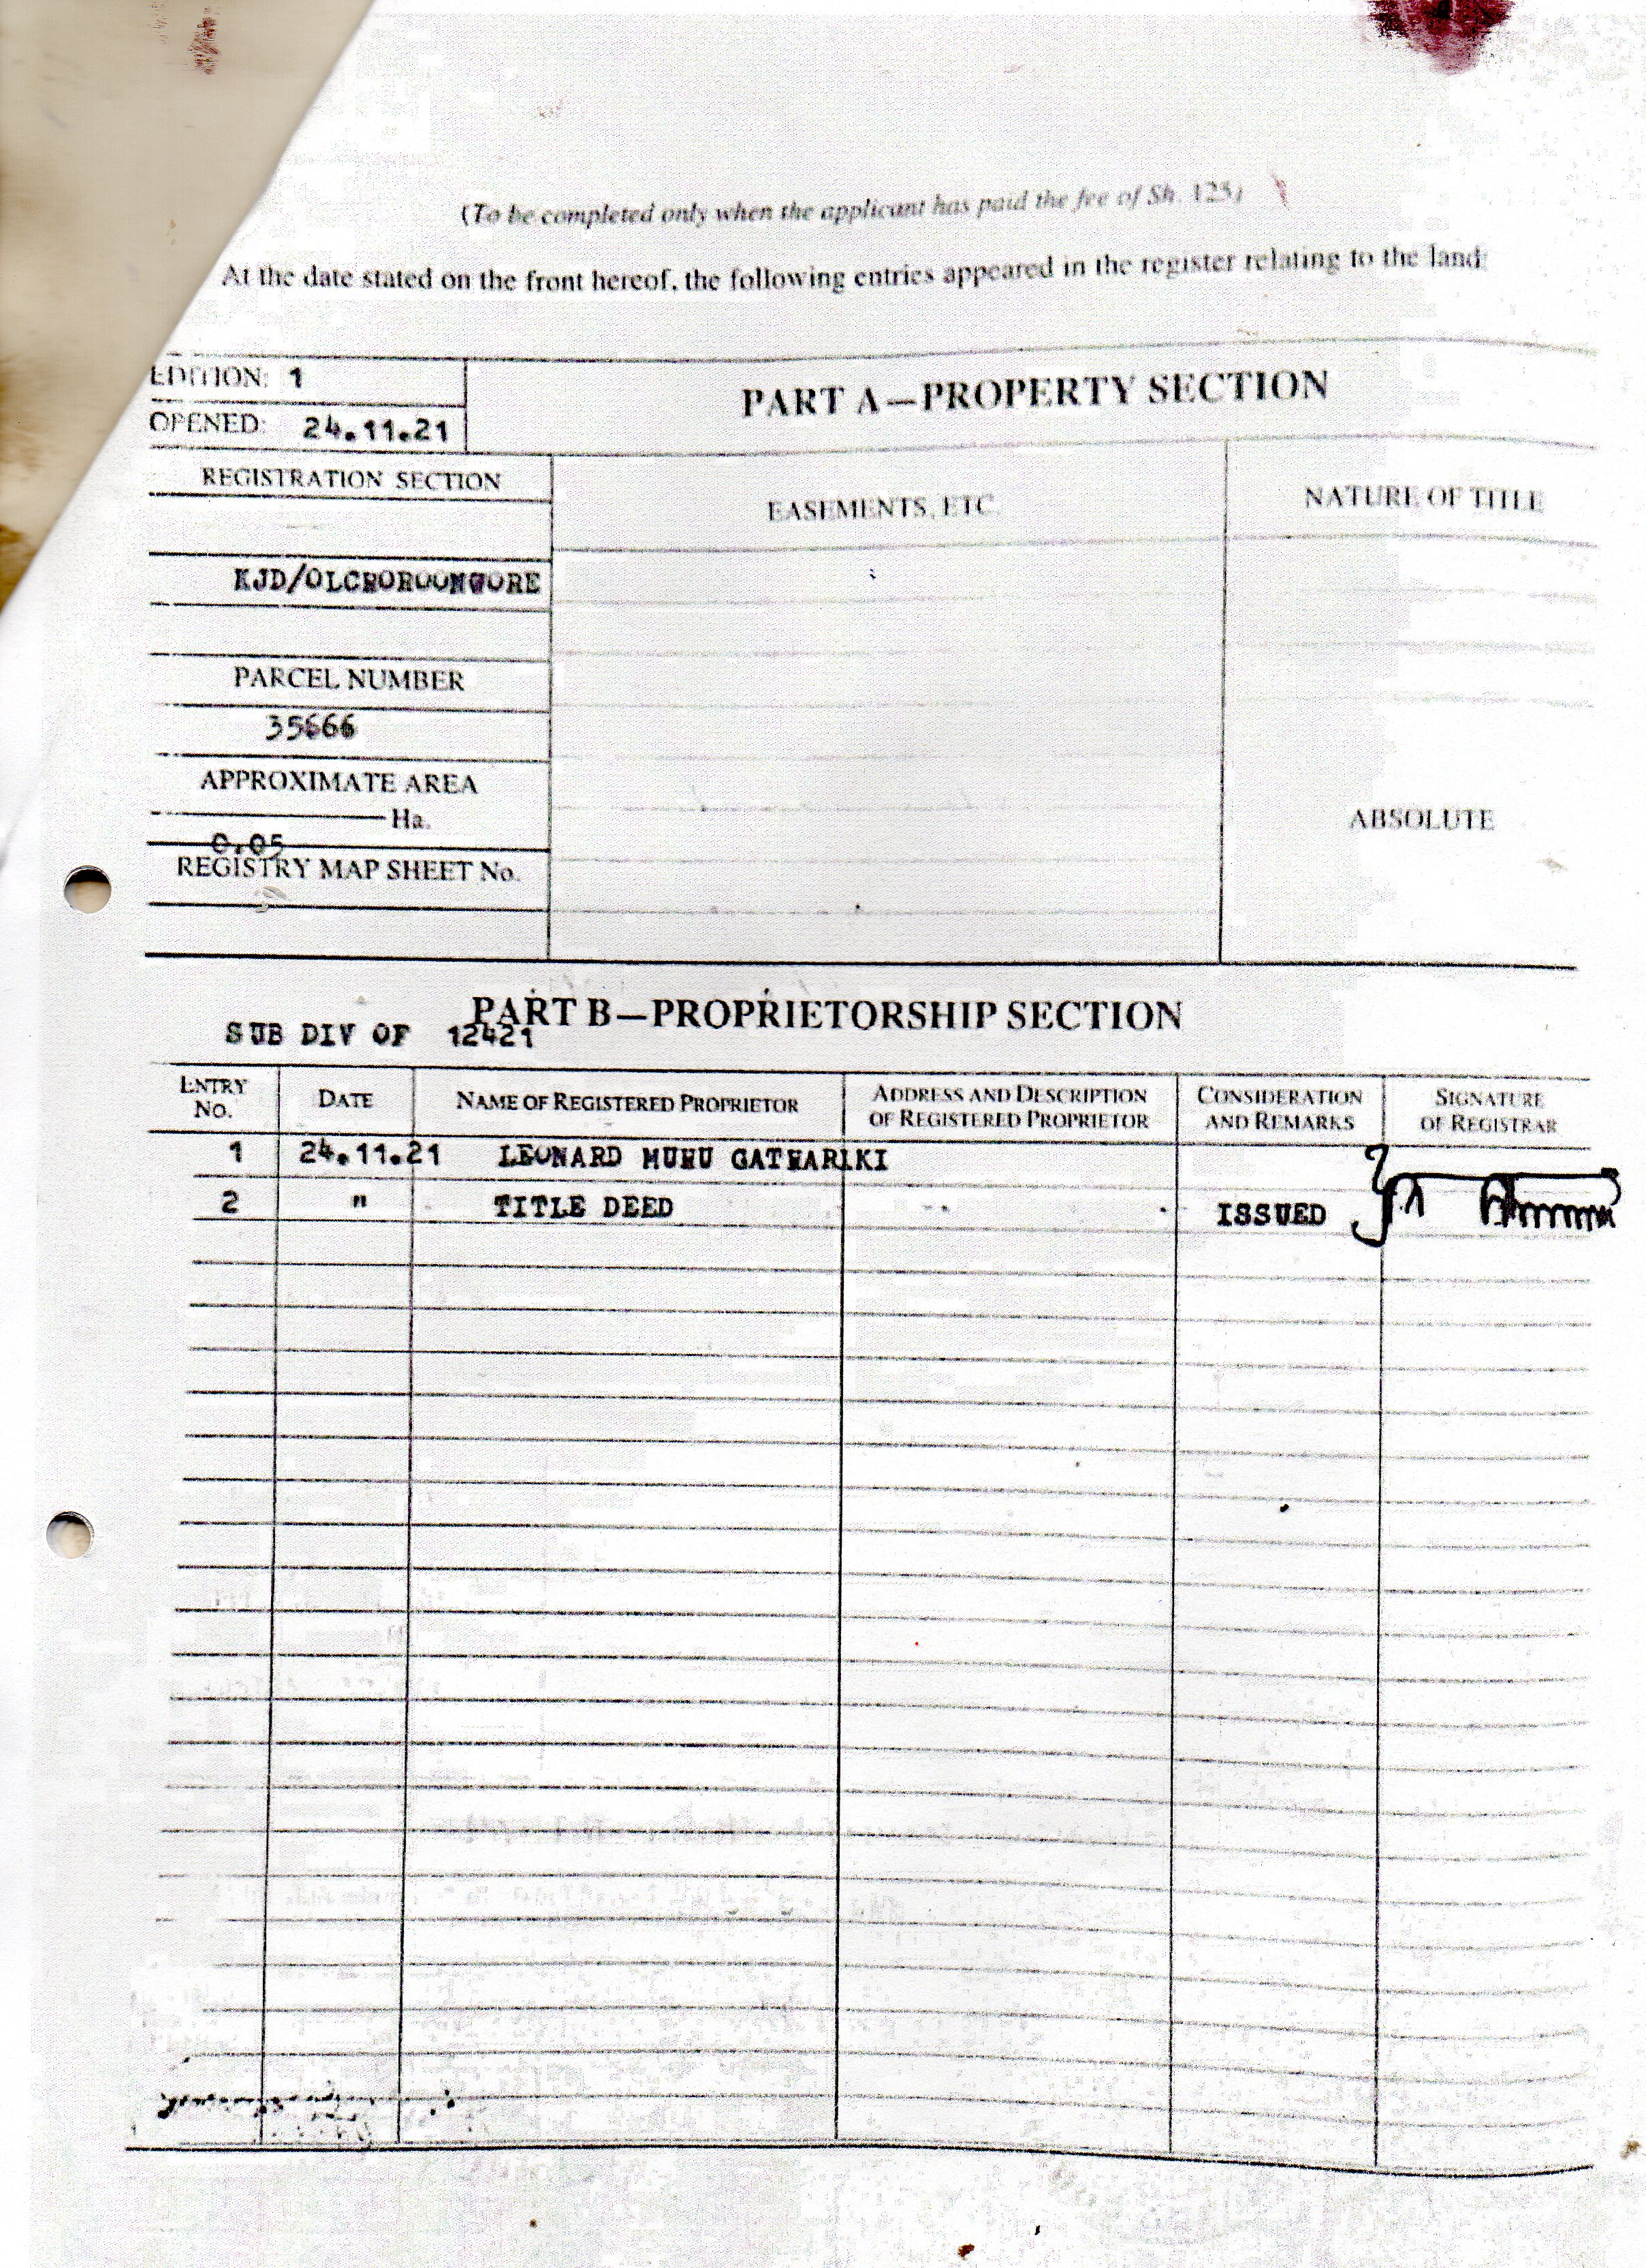 (To be completed only when the applicant has paid the fee of Sh. 125)
At the date stated on the front hereof, the following entries appeared in the register relating to the land:
EDITION: 1
OPENED: 24.11.21
PART A—PROPERTY SECTION
REGISTRATION SECTION
EASEMENTS, ETC.
NATURE OF TITLE
KJD/OLCHOROONYORE
PARCEL NUMBER
35666
APPROXIMATE AREA
Ha.
0.05
ABSOLUTE
REGISTRY MAP SHEET No.
PART B—PROPRIETORSHIP SECTION
SUB DIV OF 12421
ENTRY No. DATE NAME OF REGISTERED PROPRIETOR ADDRESS AND DESCRIPTION OF REGISTERED PROPRIETOR CONSIDERATION AND REMARKS SIGNATURE OF REGISTRAR
1 24.11.21 LEONARD MUHU GATHARIKI
2 " TITLE DEED ISSUED